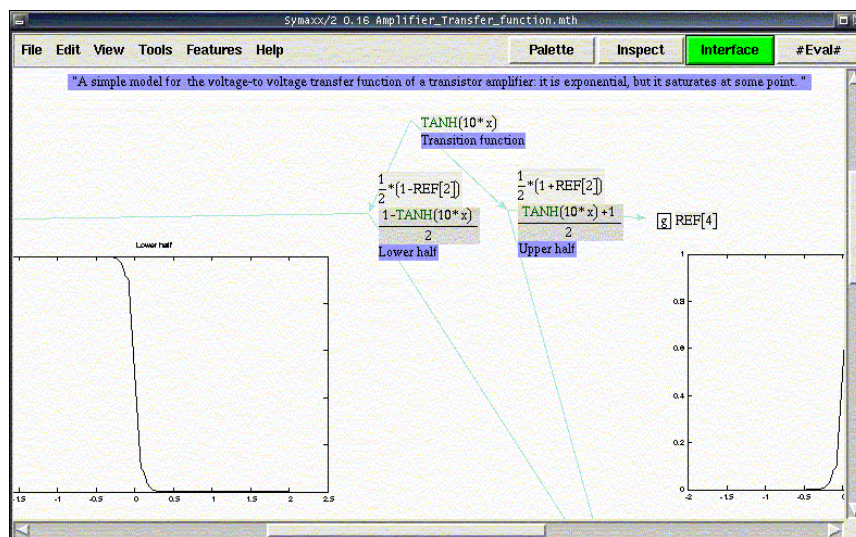 Symaxx/2 0.16 Amplifier_Transfer_function.mth
File Edit View Tools Features Help Palette Inspect Interface #Eval#
"A simple model for the voltage-to voltage transfer function of a transistor amplifier: it is exponential, but it saturates at some point. "
TANH(10*x)
Transition function
1/2*(1-REF[2])
1-TANH(10*x)
2
Lower half
1/2*(1+REF[2])
TANH(10*x)+1
2
Upper half
g REF[4]
Lower half
-1.5 -1 -0.5 0 0.5 1 1.5 2 2.5
1
0.8
0.6
0.4
0.2
0
-2 -1.5 -1 -0.5 0